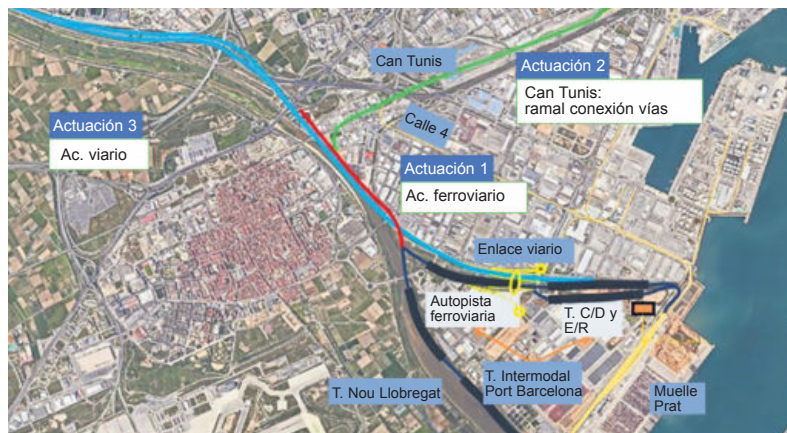 Can Tunis
Actuación 2
Can Tunis:
ramal conexión vías
Actuación 3
Ac. viario
Calle 4
Actuación 1
Ac. ferroviario
Enlace viario
Autopista
ferroviaria
T. C/D y
E/R
T. Nou Llobregat
T. Intermodal
Port Barcelona
Muelle
Prat